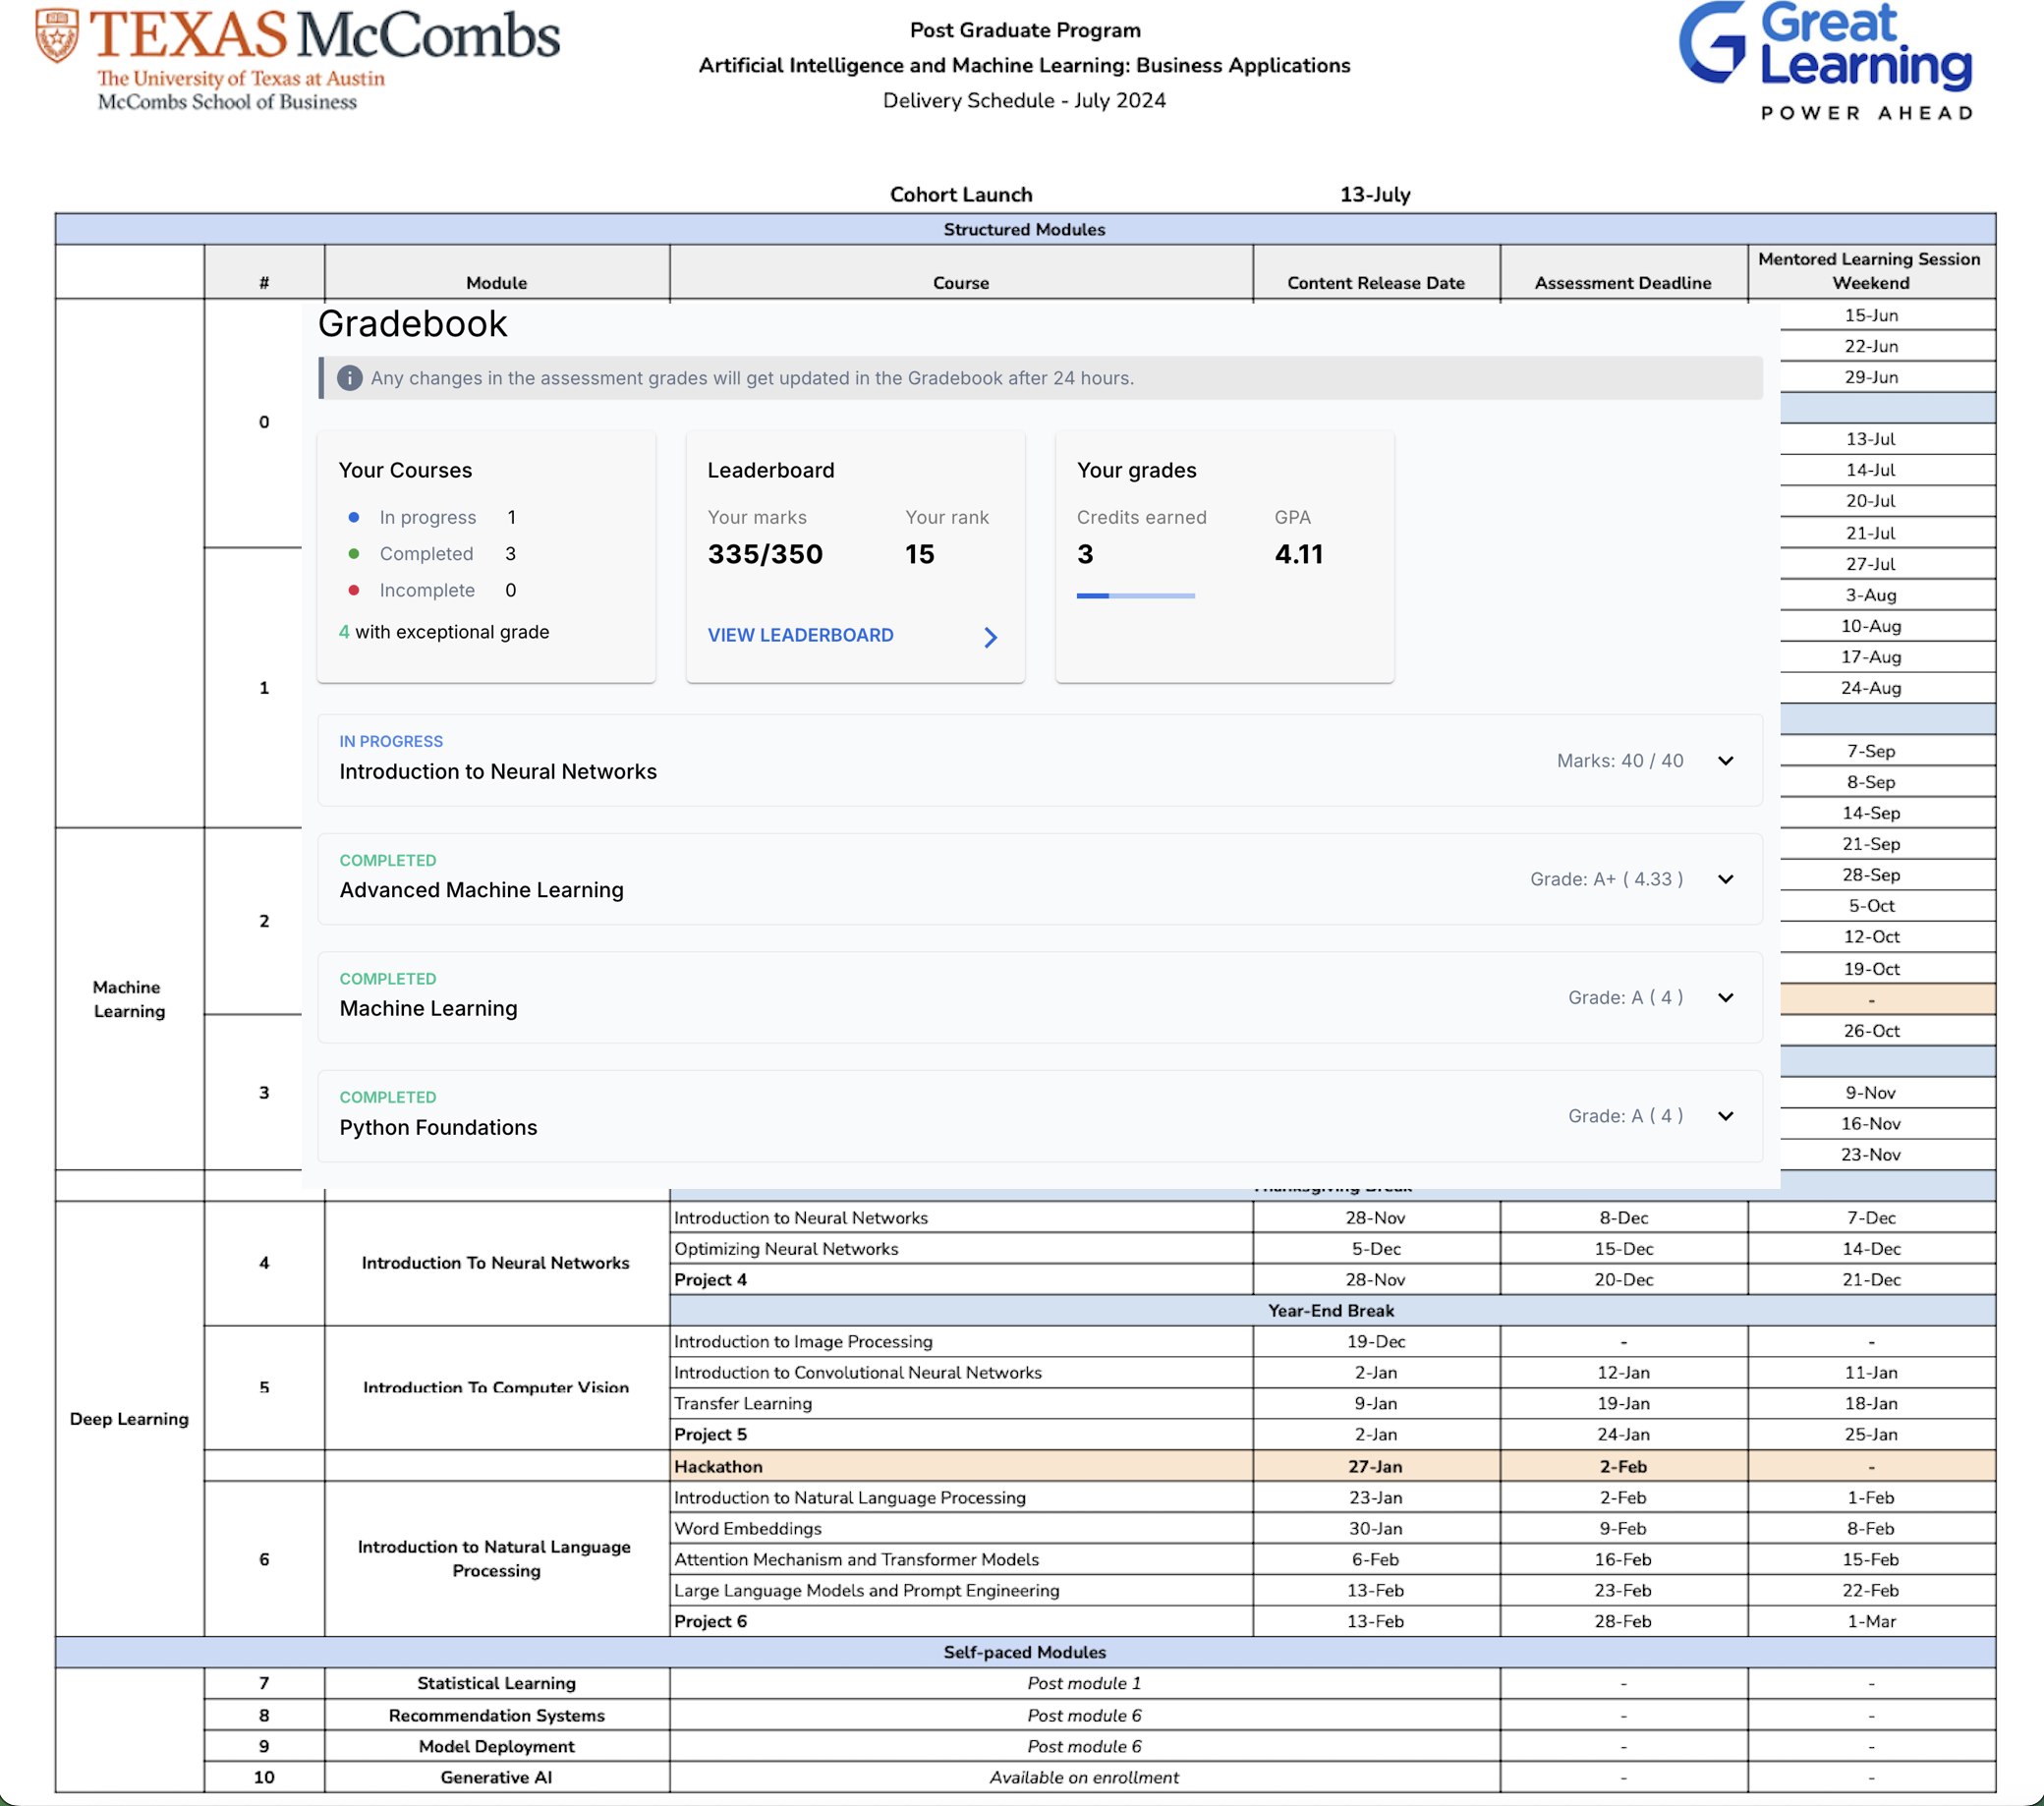 TEXAS McCombs
The University of Texas at Austin
McCombs School of Business
Post Graduate Program
Artificial Intelligence and Machine Learning: Business Applications
Delivery Schedule - July 2024
Great
Learning
POWER AHEAD
Cohort Launch 13-July
Structured Modules
# Module Course Content Release Date Assessment Deadline Mentored Learning Session Weekend
15-Jun
22-Jun
29-Jun
0
13-Jul
14-Jul
20-Jul
21-Jul
27-Jul
3-Aug
10-Aug
17-Aug
24-Aug
1
7-Sep
8-Sep
14-Sep
21-Sep
28-Sep
5-Oct
12-Oct
19-Oct
-
26-Oct
2
Machine
Learning
3
9-Nov
16-Nov
23-Nov
Gradebook
Any changes in the assessment grades will get updated in the Gradebook after 24 hours.
Your Courses
In progress 1
Completed 3
Incomplete 0
4 with exceptional grade
Leaderboard
Your marks Your rank
335/350 15
VIEW LEADERBOARD
Your grades
Credits earned GPA
3 4.11
IN PROGRESS
Introduction to Neural Networks
Marks: 40 / 40
COMPLETED
Advanced Machine Learning
Grade: A+ ( 4.33 )
COMPLETED
Machine Learning
Grade: A ( 4 )
COMPLETED
Python Foundations
Grade: A ( 4 )
Thanksgiving Break
Deep Learning
4 Introduction To Neural Networks
Introduction to Neural Networks 28-Nov 8-Dec 7-Dec
Optimizing Neural Networks 5-Dec 15-Dec 14-Dec
Project 4 28-Nov 20-Dec 21-Dec
Year-End Break
5 Introduction To Computer Vision
Introduction to Image Processing 19-Dec - -
Introduction to Convolutional Neural Networks 2-Jan 12-Jan 11-Jan
Transfer Learning 9-Jan 19-Jan 18-Jan
Project 5 2-Jan 24-Jan 25-Jan
Hackathon 27-Jan 2-Feb -
6 Introduction to Natural Language
Processing
Introduction to Natural Language Processing 23-Jan 2-Feb 1-Feb
Word Embeddings 30-Jan 9-Feb 8-Feb
Attention Mechanism and Transformer Models 6-Feb 16-Feb 15-Feb
Large Language Models and Prompt Engineering 13-Feb 23-Feb 22-Feb
Project 6 13-Feb 28-Feb 1-Mar
Self-paced Modules
7 Statistical Learning Post module 1 - -
8 Recommendation Systems Post module 6 - -
9 Model Deployment Post module 6 - -
10 Generative AI Available on enrollment - -